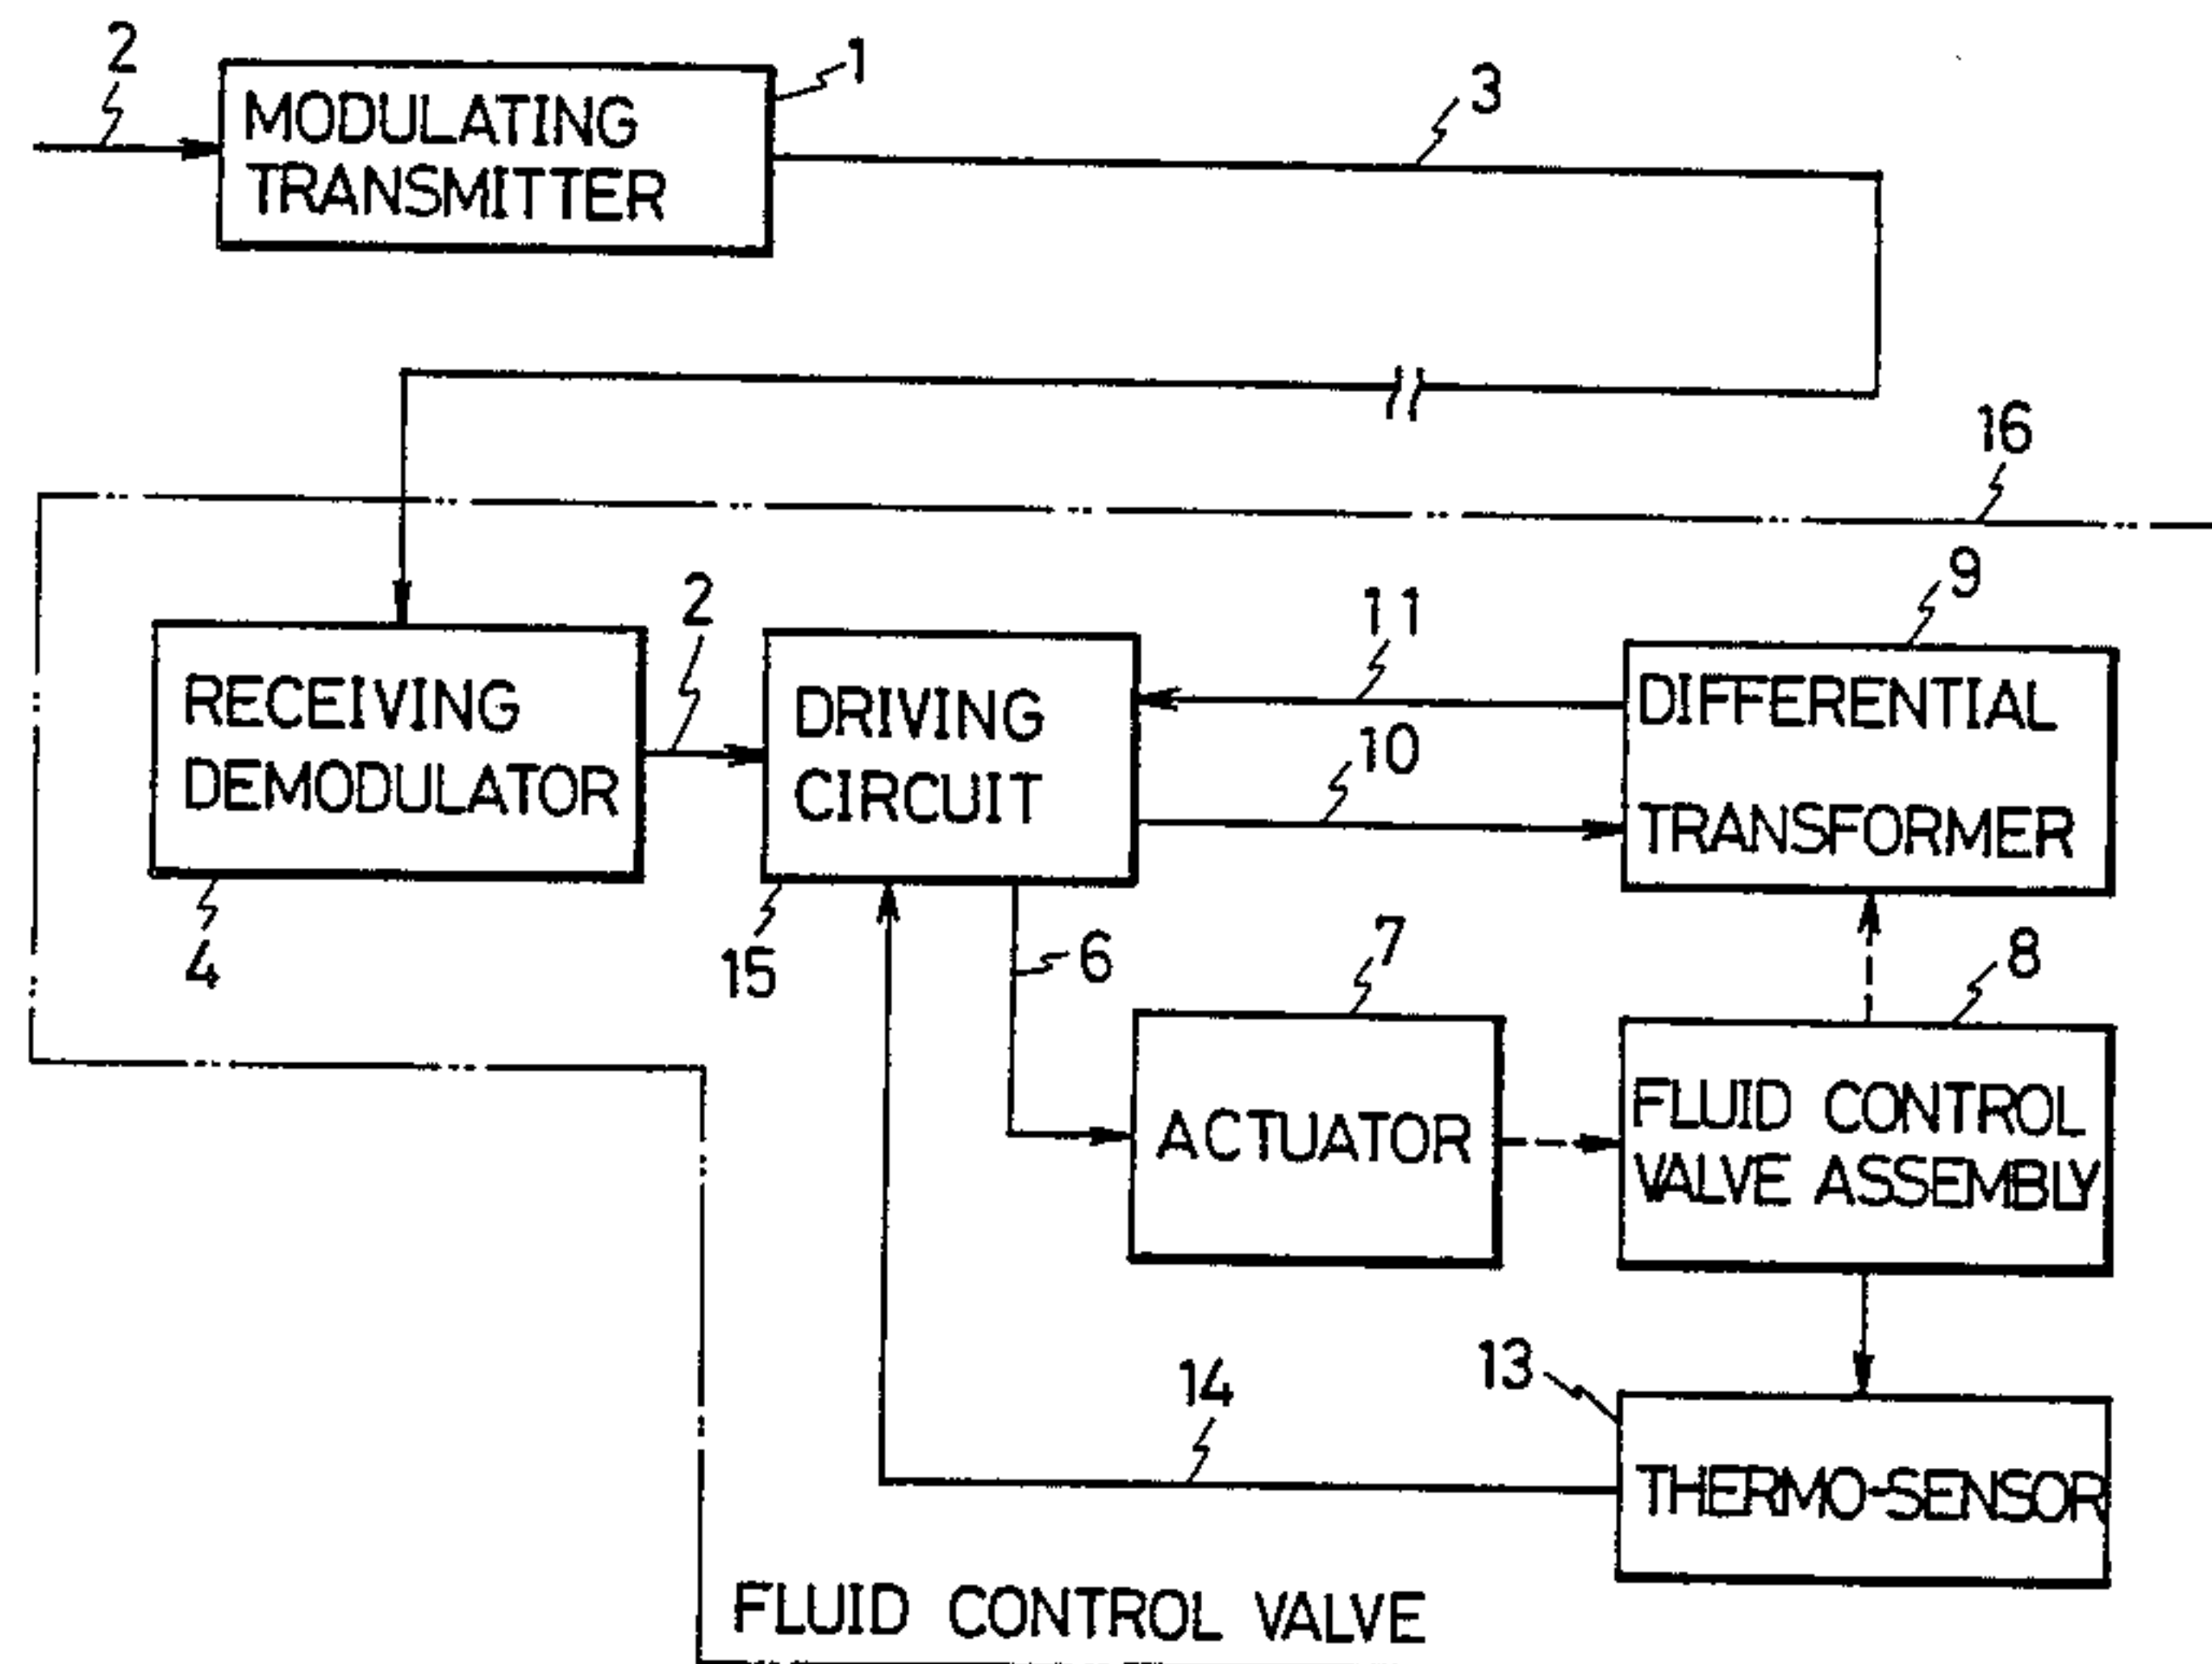 2
1
MODULATING
TRANSMITTER
3
16
9
2
11
RECEIVING
DEMODULATOR
DRIVING
CIRCUIT
10
DIFFERENTIAL
TRANSFORMER
4
15
6
7
8
ACTUATOR
FLUID CONTROL
VALVE ASSEMBLY
14
13
THERMO-SENSOR
FLUID CONTROL VALVE